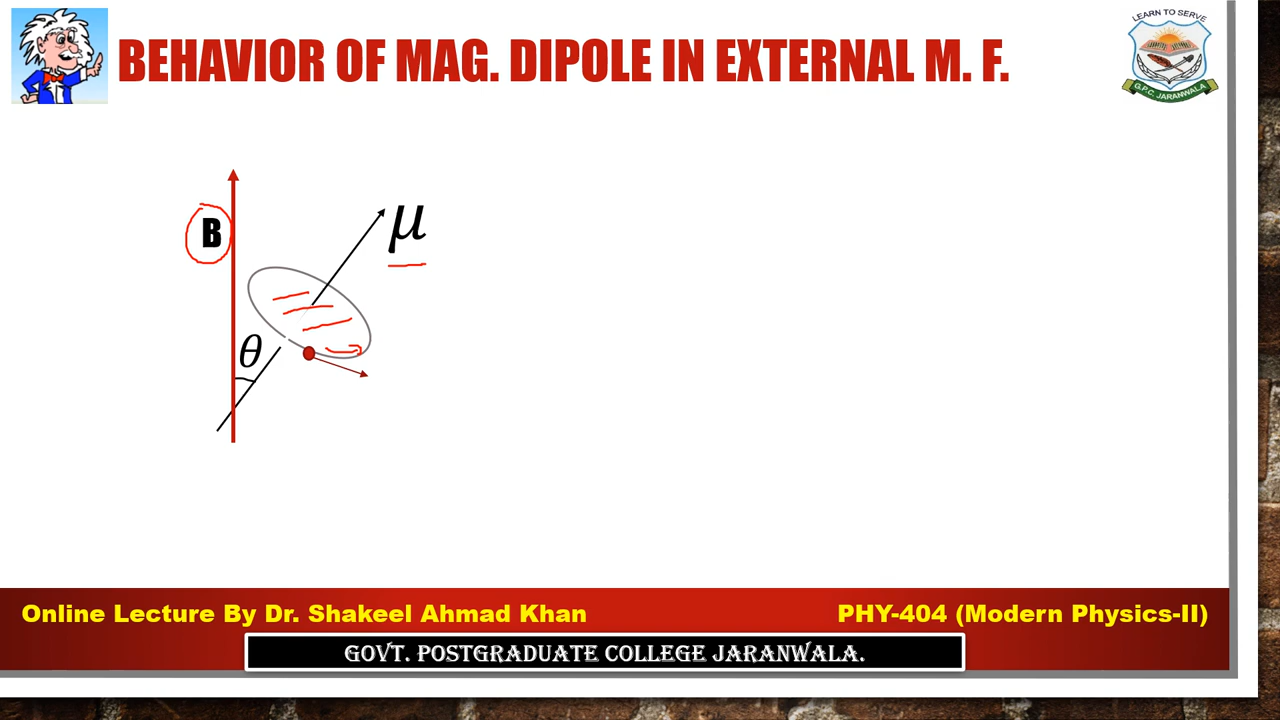 LEARN TO SERVE
BEHAVIOR OF MAG. DIPOLE IN EXTERNAL M. F.
G.P.C. JARANWALA
B
μ
θ
Online Lecture By Dr. Shakeel Ahmad Khan
PHY-404 (Modern Physics-II)
GOVT. POSTGRADUATE COLLEGE JARANWALA.